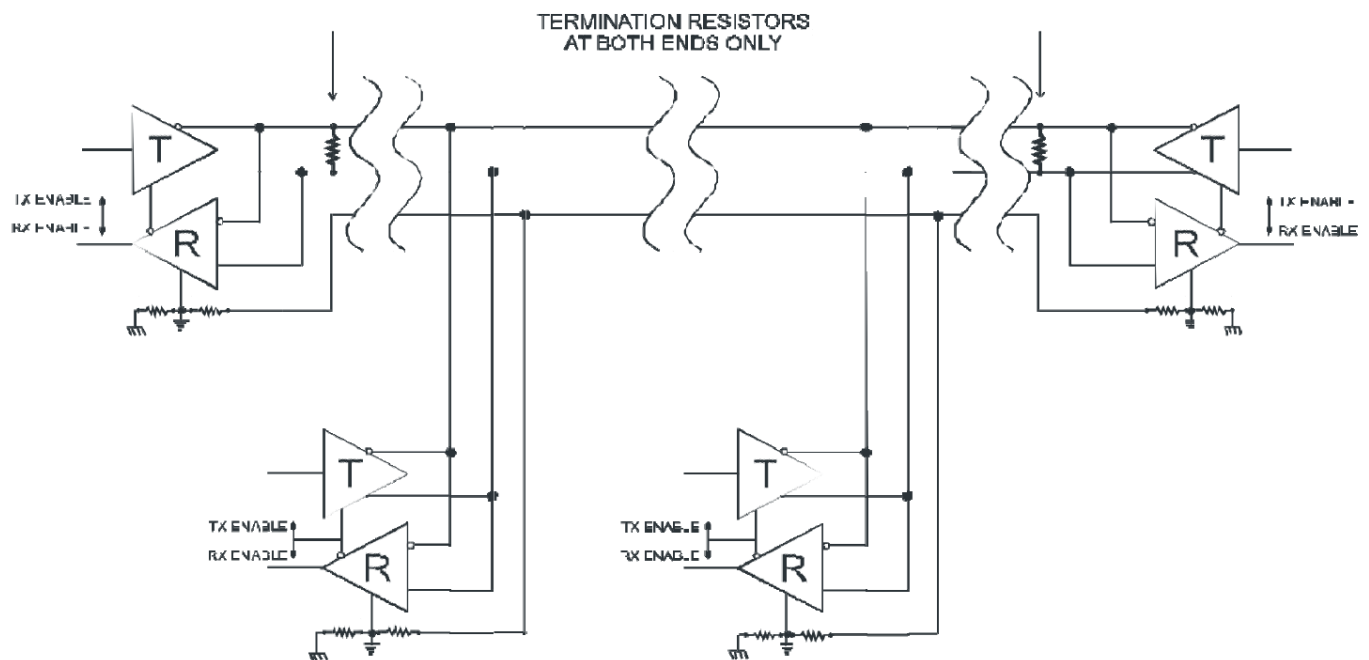 TERMINATION RESISTORS
AT BOTH ENDS ONLY
T
T
TX ENABLE
RX ENABLE
R
TX ENABLE
RX ENABLE
R
T
T
TX ENABLE
RX ENABLE
R
TX ENABLE
RX ENABLE
R